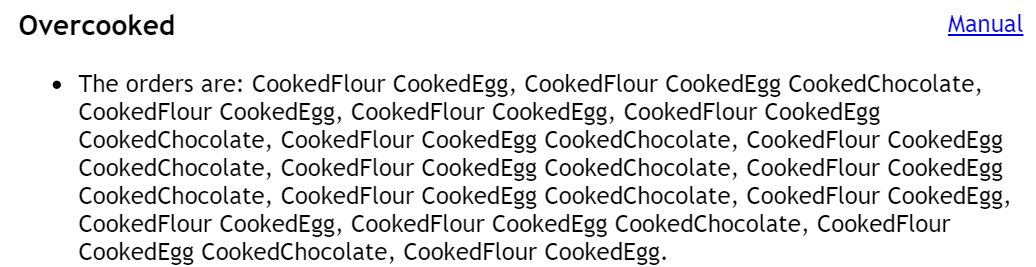 Overcooked Manual
• The orders are: CookedFlour CookedEgg, CookedFlour CookedEgg CookedChocolate,
CookedFlour CookedEgg, CookedFlour CookedEgg, CookedFlour CookedEgg
CookedChocolate, CookedFlour CookedEgg CookedChocolate, CookedFlour CookedEgg
CookedChocolate, CookedFlour CookedEgg CookedChocolate, CookedFlour CookedEgg
CookedChocolate, CookedFlour CookedEgg CookedChocolate, CookedFlour CookedEgg,
CookedFlour CookedEgg, CookedFlour CookedEgg CookedChocolate, CookedFlour
CookedEgg CookedChocolate, CookedFlour CookedEgg.